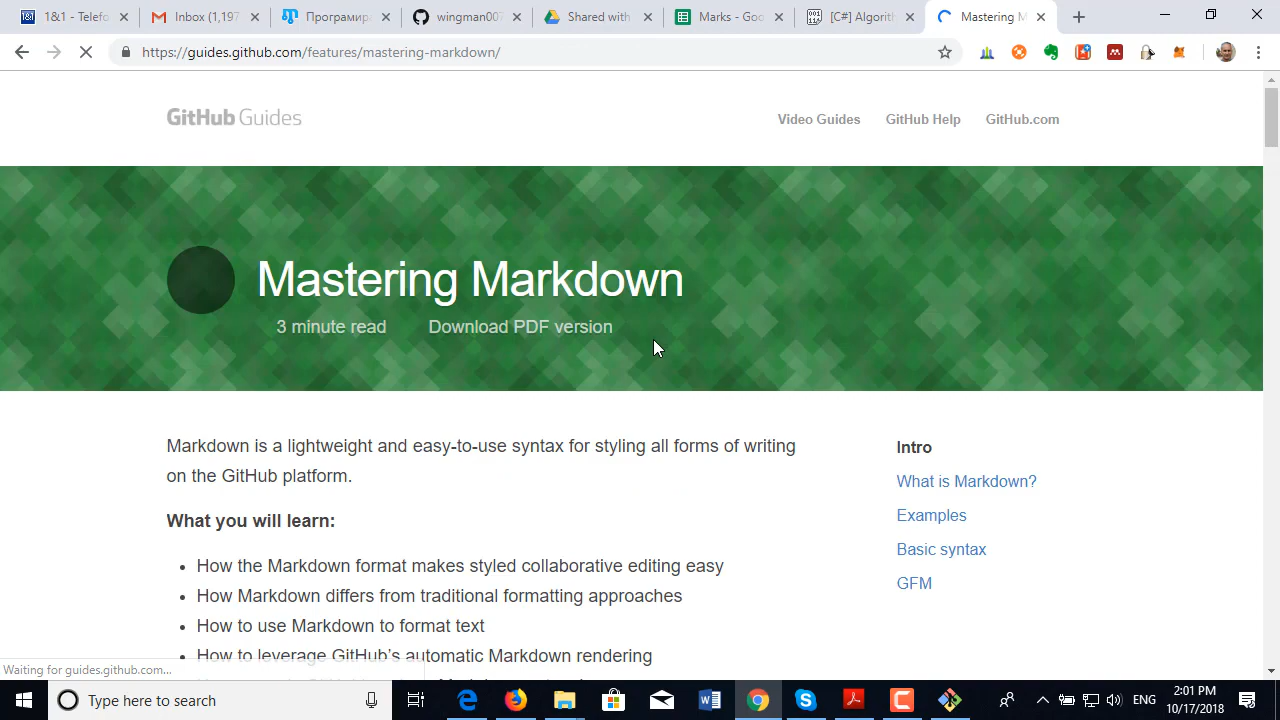 1&1 - Telefo
Inbox (1,197
Програмира
wingman007
Shared with
Marks - Goo
[C#] Algorith
Mastering M
https://guides.github.com/features/mastering-markdown/
GitHub Guides
Video Guides
GitHub Help
GitHub.com
Mastering Markdown
3 minute read
Download PDF version
Markdown is a lightweight and easy-to-use syntax for styling all forms of writing
on the GitHub platform.
What you will learn:
How the Markdown format makes styled collaborative editing easy
How Markdown differs from traditional formatting approaches
How to use Markdown to format text
How to leverage GitHub's automatic Markdown rendering
Intro
What is Markdown?
Examples
Basic syntax
GFM
Waiting for guides.github.com...
Type here to search
ENG
2:01 PM
10/17/2018